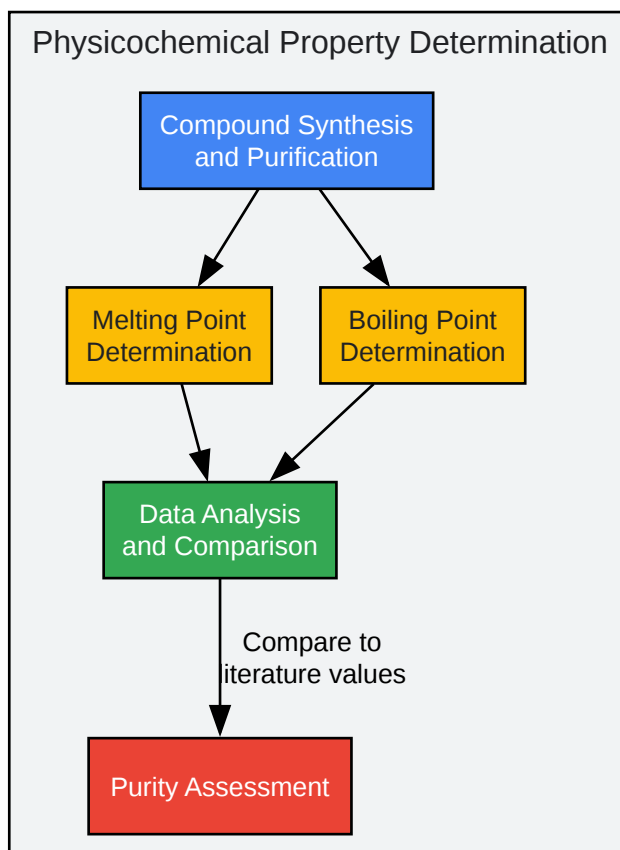 Physicochemical Property Determination
Compound Synthesis
and Purification
Melting Point
Determination
Boiling Point
Determination
Data Analysis
and Comparison
Compare to
literature values
Purity Assessment